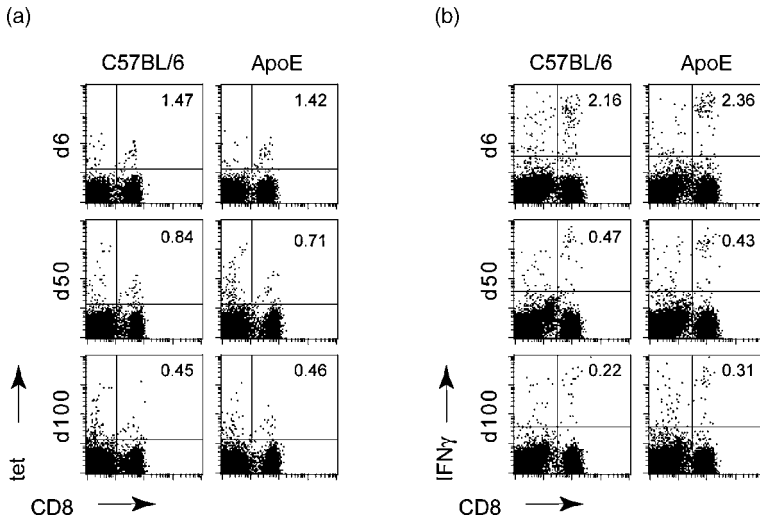 (a)
C57BL/6 ApoE
d6 1.47 1.42
d50 0.84 0.71
d100 0.45 0.46
tet
CD8
(b)
C57BL/6 ApoE
d6 2.16 2.36
d50 0.47 0.43
d100 0.22 0.31
IFNγ
CD8